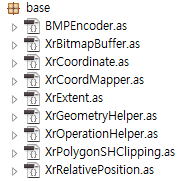 base
BMPEncoder.as
XrBitmapBuffer.as
XrCoordinate.as
XrCoordMapper.as
XrExtent.as
XrGeometryHelper.as
XrOperationHelper.as
XrPolygonSHClipping.as
XrRelativePosition.as